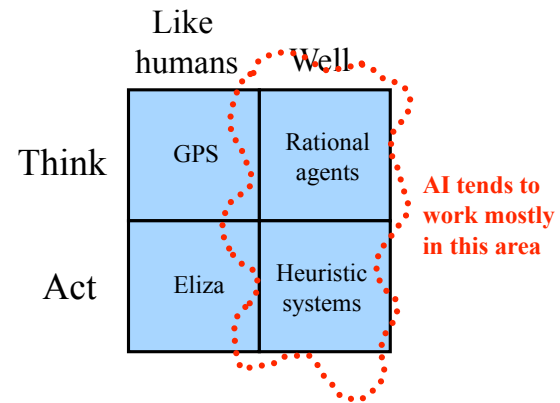 Like
humans
Well
Think
GPS
Rational
agents
AI tends to
work mostly
in this area
Act
Eliza
Heuristic
systems